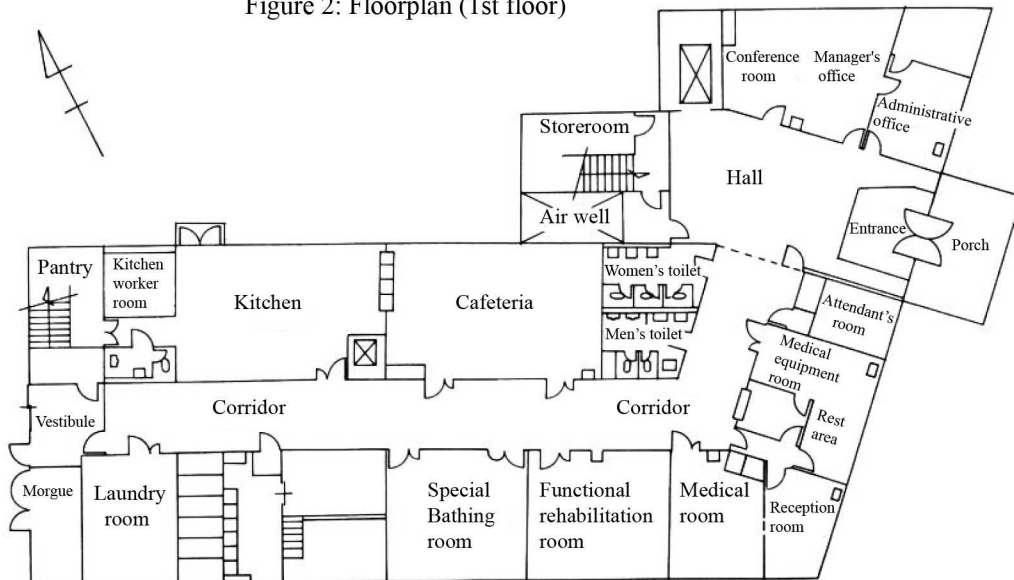 Figure 2: Floorplan (1st floor)
Conference
room
Manager's
office
Administrative
office
Storeroom
Hall
Air well
Entrance
Porch
Pantry
Kitchen
worker
room
Kitchen
Cafeteria
Women's toilet
Men's toilet
Attendant's
room
Medical
equipment
room
Rest
area
Vestibule
Corridor
Corridor
Morgue
Laundry
room
Special
Bathing
room
Functional
rehabilitation
room
Medical
room
Reception
room